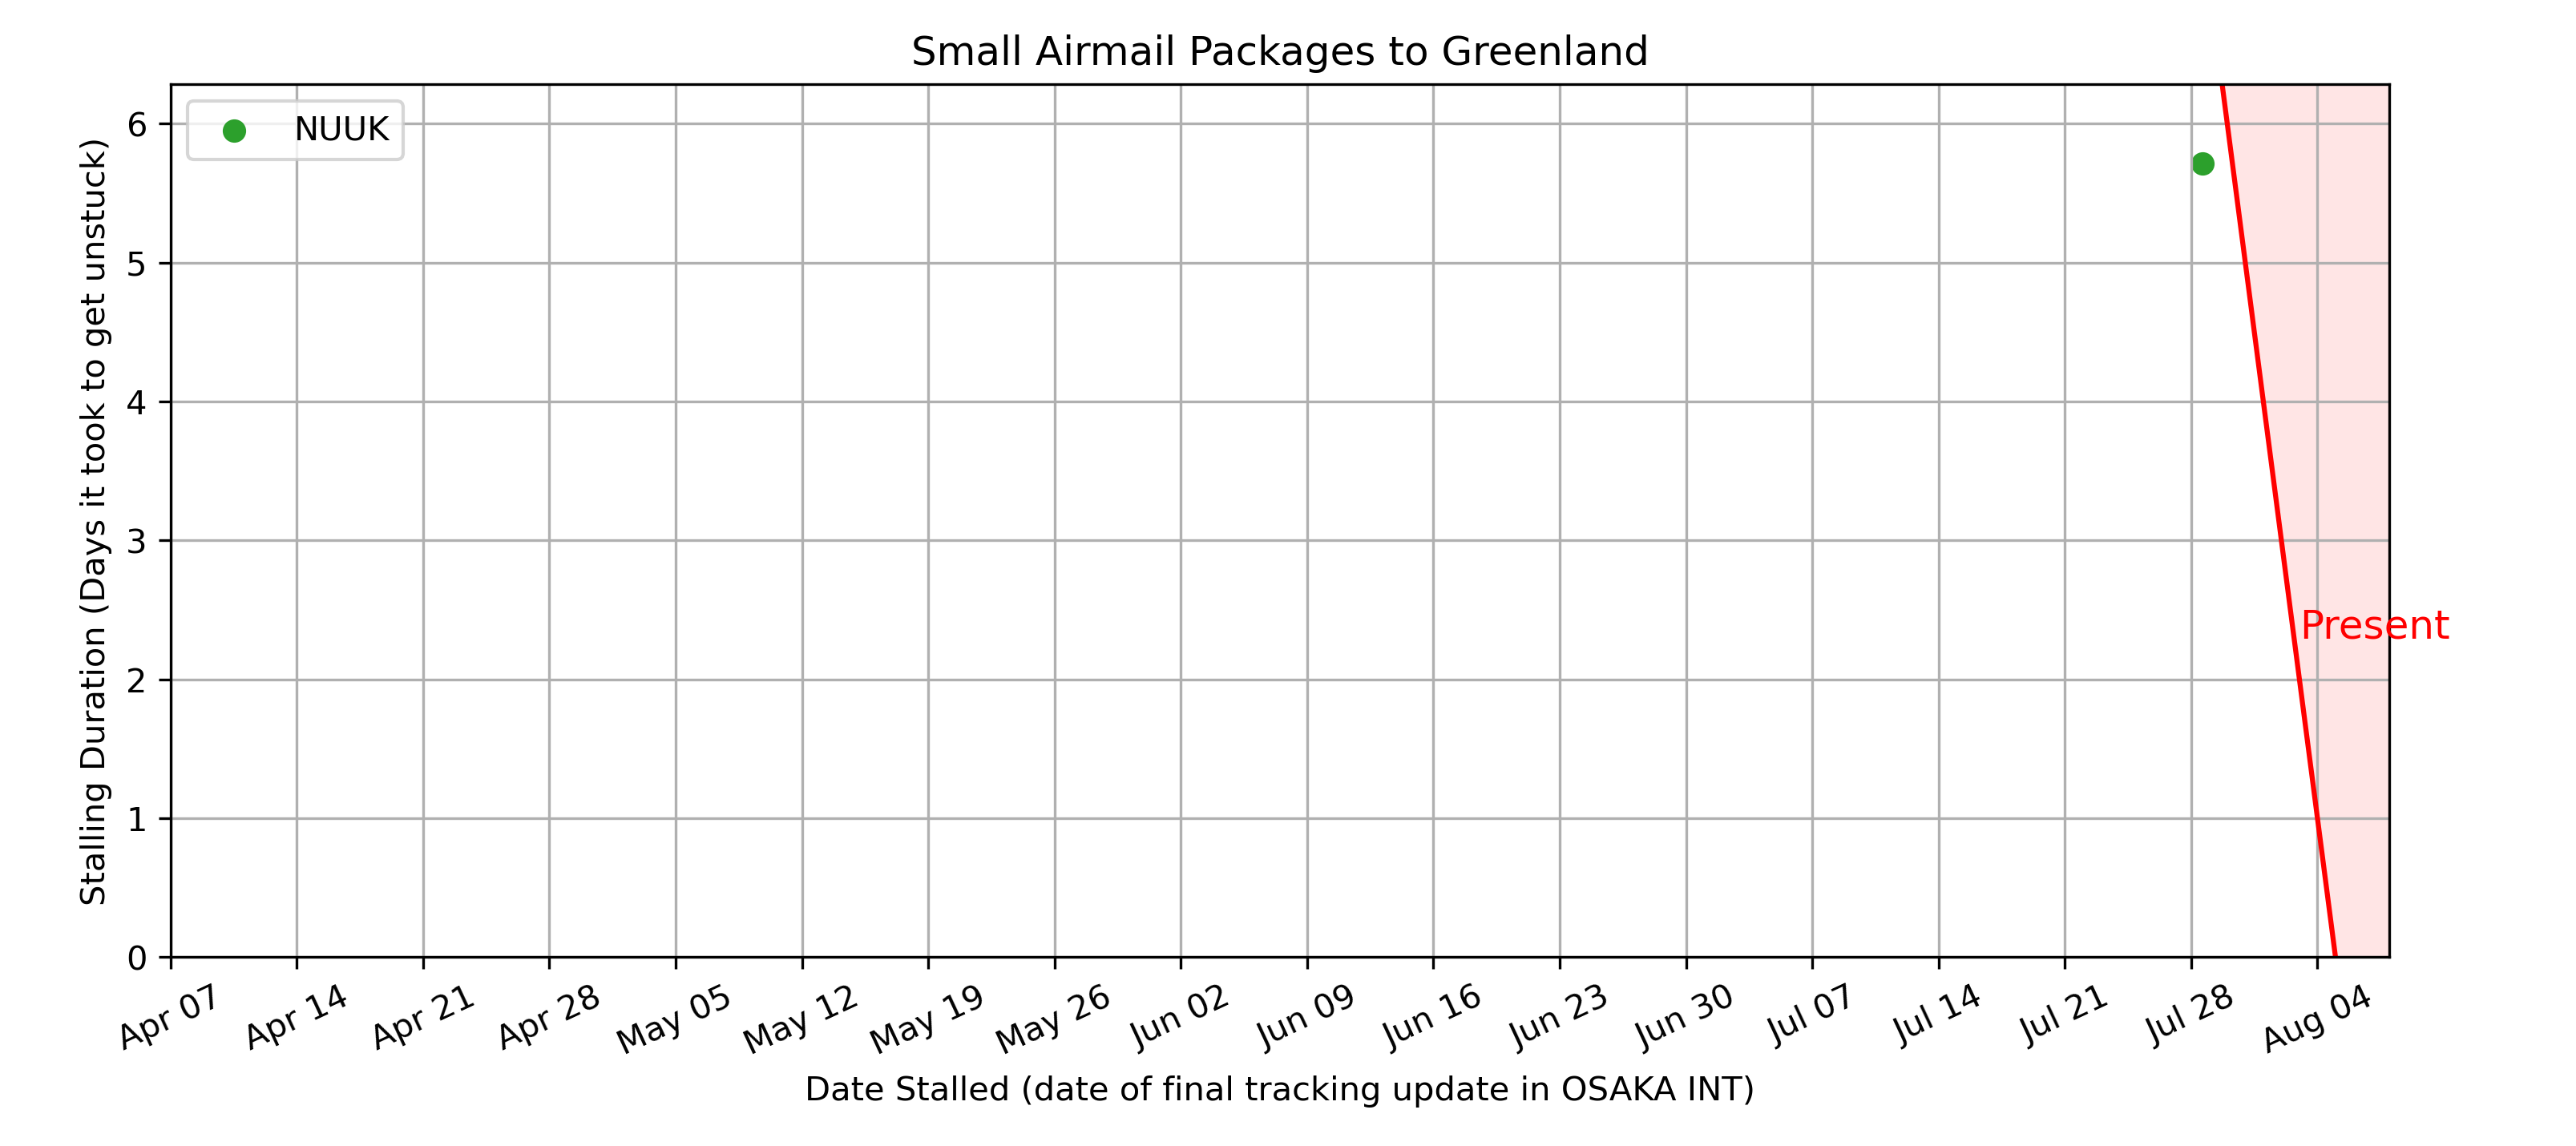 Small Airmail Packages to Greenland
NUUK
Stalling Duration (Days it took to get unstuck)
6
5
4
3
2
1
0
Present
Apr 07
Apr 14
Apr 21
Apr 28
May 05
May 12
May 19
May 26
Jun 02
Jun 09
Jun 16
Jun 23
Jun 30
Jul 07
Jul 14
Jul 21
Jul 28
Aug 04
Date Stalled (date of final tracking update in OSAKA INT)